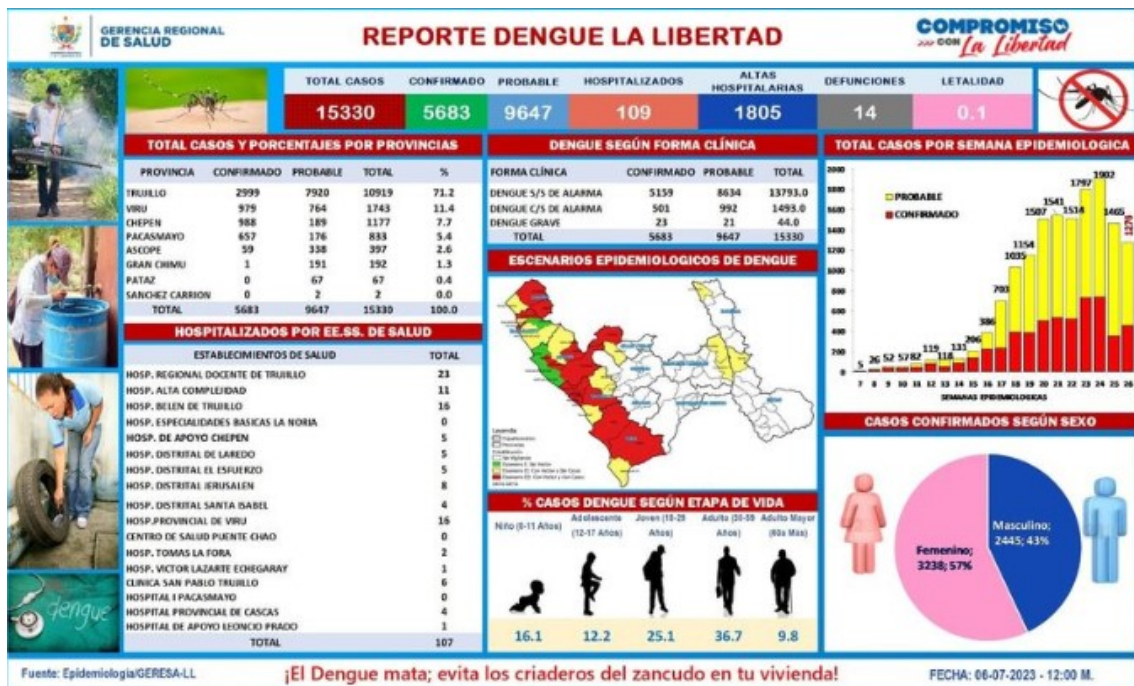 GERENCIA REGIONAL
DE SALUD
REPORTE DENGUE LA LIBERTAD
COMPROMISO
CON La Libertad
TOTAL CASOS CONFIRMADO PROBABLE HOSPITALIZADOS ALTAS HOSPITALARIAS DEFUNCIONES LETALIDAD
15330 5683 9647 109 1805 14 0.1
TOTAL CASOS Y PORCENTAJES POR PROVINCIAS
PROVINCIA CONFIRMADO PROBABLE TOTAL %
TRUJILLO 2999 7920 10919 71.2
VIRU 979 764 1743 11.4
CHEPEN 988 189 1177 7.7
PACASMAYO 657 176 833 5.4
ASCOPE 59 338 397 2.6
GRAN CHIMU 1 191 192 1.3
PATAZ 0 67 67 0.4
SANCHEZ CARRION 0 2 2 0.0
TOTAL 5683 9647 15330 100.0
HOSPITALIZADOS POR EE.SS. DE SALUD
ESTABLECIMIENTOS DE SALUD TOTAL
HOSP. REGIONAL DOCENTE DE TRUJILLO 23
HOSP. ALTA COMPLEJIDAD 11
HOSP. BELEN DE TRUJILLO 16
HOSP. ESPECIALIDADES BASICAS LA NORIA 0
HOSP. DE APOYO CHEPEN 5
HOSP. DISTRITAL DE LAREDO 5
HOSP. DISTRITAL EL ESFUERZO 5
HOSP. DISTRITAL JERUSALEN 8
HOSP. DISTRITAL SANTA ISABEL 4
HOSP.PROVINCIAL DE VIRU 16
CENTRO DE SALUD PUENTE CHAO 0
HOSP. TOMAS LA FORA 2
HOSP. VICTOR LAZARTE ECHEGARAY 1
CLINICA SAN PABLO TRUJILLO 6
HOSPITAL I PACASMAYO 0
HOSPITAL PROVINCIAL DE CASCAS 4
HOSPITAL DE APOYO LEONCIO PRADO 1
TOTAL 107
DENGUE SEGÚN FORMA CLÍNICA
FORMA CLÍNICA CONFIRMADO PROBABLE TOTAL
DENGUE S/S DE ALARMA 5159 8634 13793.0
DENGUE C/S DE ALARMA 501 992 1493.0
DENGUE GRAVE 23 21 44.0
TOTAL 5683 9647 15330
ESCENARIOS EPIDEMIOLOGICOS DE DENGUE
Leyenda
% CASOS DENGUE SEGÚN ETAPA DE VIDA
Niño (0-11 Años) Adolescente (12-17 Años) Joven (18-29 Años) Adulto (30-59 Años) Adulto Mayor (60a Mas)
16.1 12.2 25.1 36.7 9.8
TOTAL CASOS POR SEMANA EPIDEMIOLOGICA
PROBABLE
CONFIRMADO
2000
1800
1600
1400
1200
1000
800
600
400
200
0
5 26 52 57 82 119 118 131 206 386 703 1035 1154 1507 1541 1514 1797 1902 1465 1278
7 8 9 10 11 12 13 14 15 16 17 18 19 20 21 22 23 24 25 26
SEMANAS EPIDEMIOLOGICAS
CASOS CONFIRMADOS SEGÚN SEXO
Masculino;
2445; 43%
Femenino;
3238; 57%
dengue
Fuente: Epidemiologia/GERESA-LL
¡El Dengue mata; evita los criaderos del zancudo en tu vivienda!
FECHA: 06-07-2023 - 12:00 M.